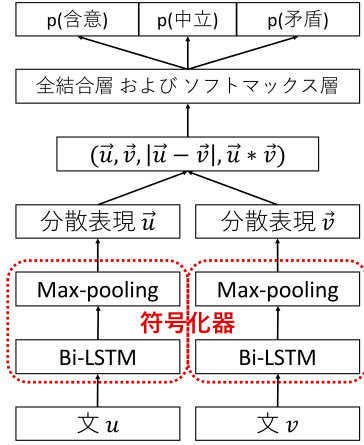 p(含意) p(中立) p(矛盾)
全結合層 および ソフトマックス層
(u⃗, v⃗, |u⃗ − v⃗|, u⃗ * v⃗)
分散表現 u⃗ 分散表現 v⃗
Max-pooling Max-pooling
符号化器
Bi-LSTM Bi-LSTM
文 u 文 v